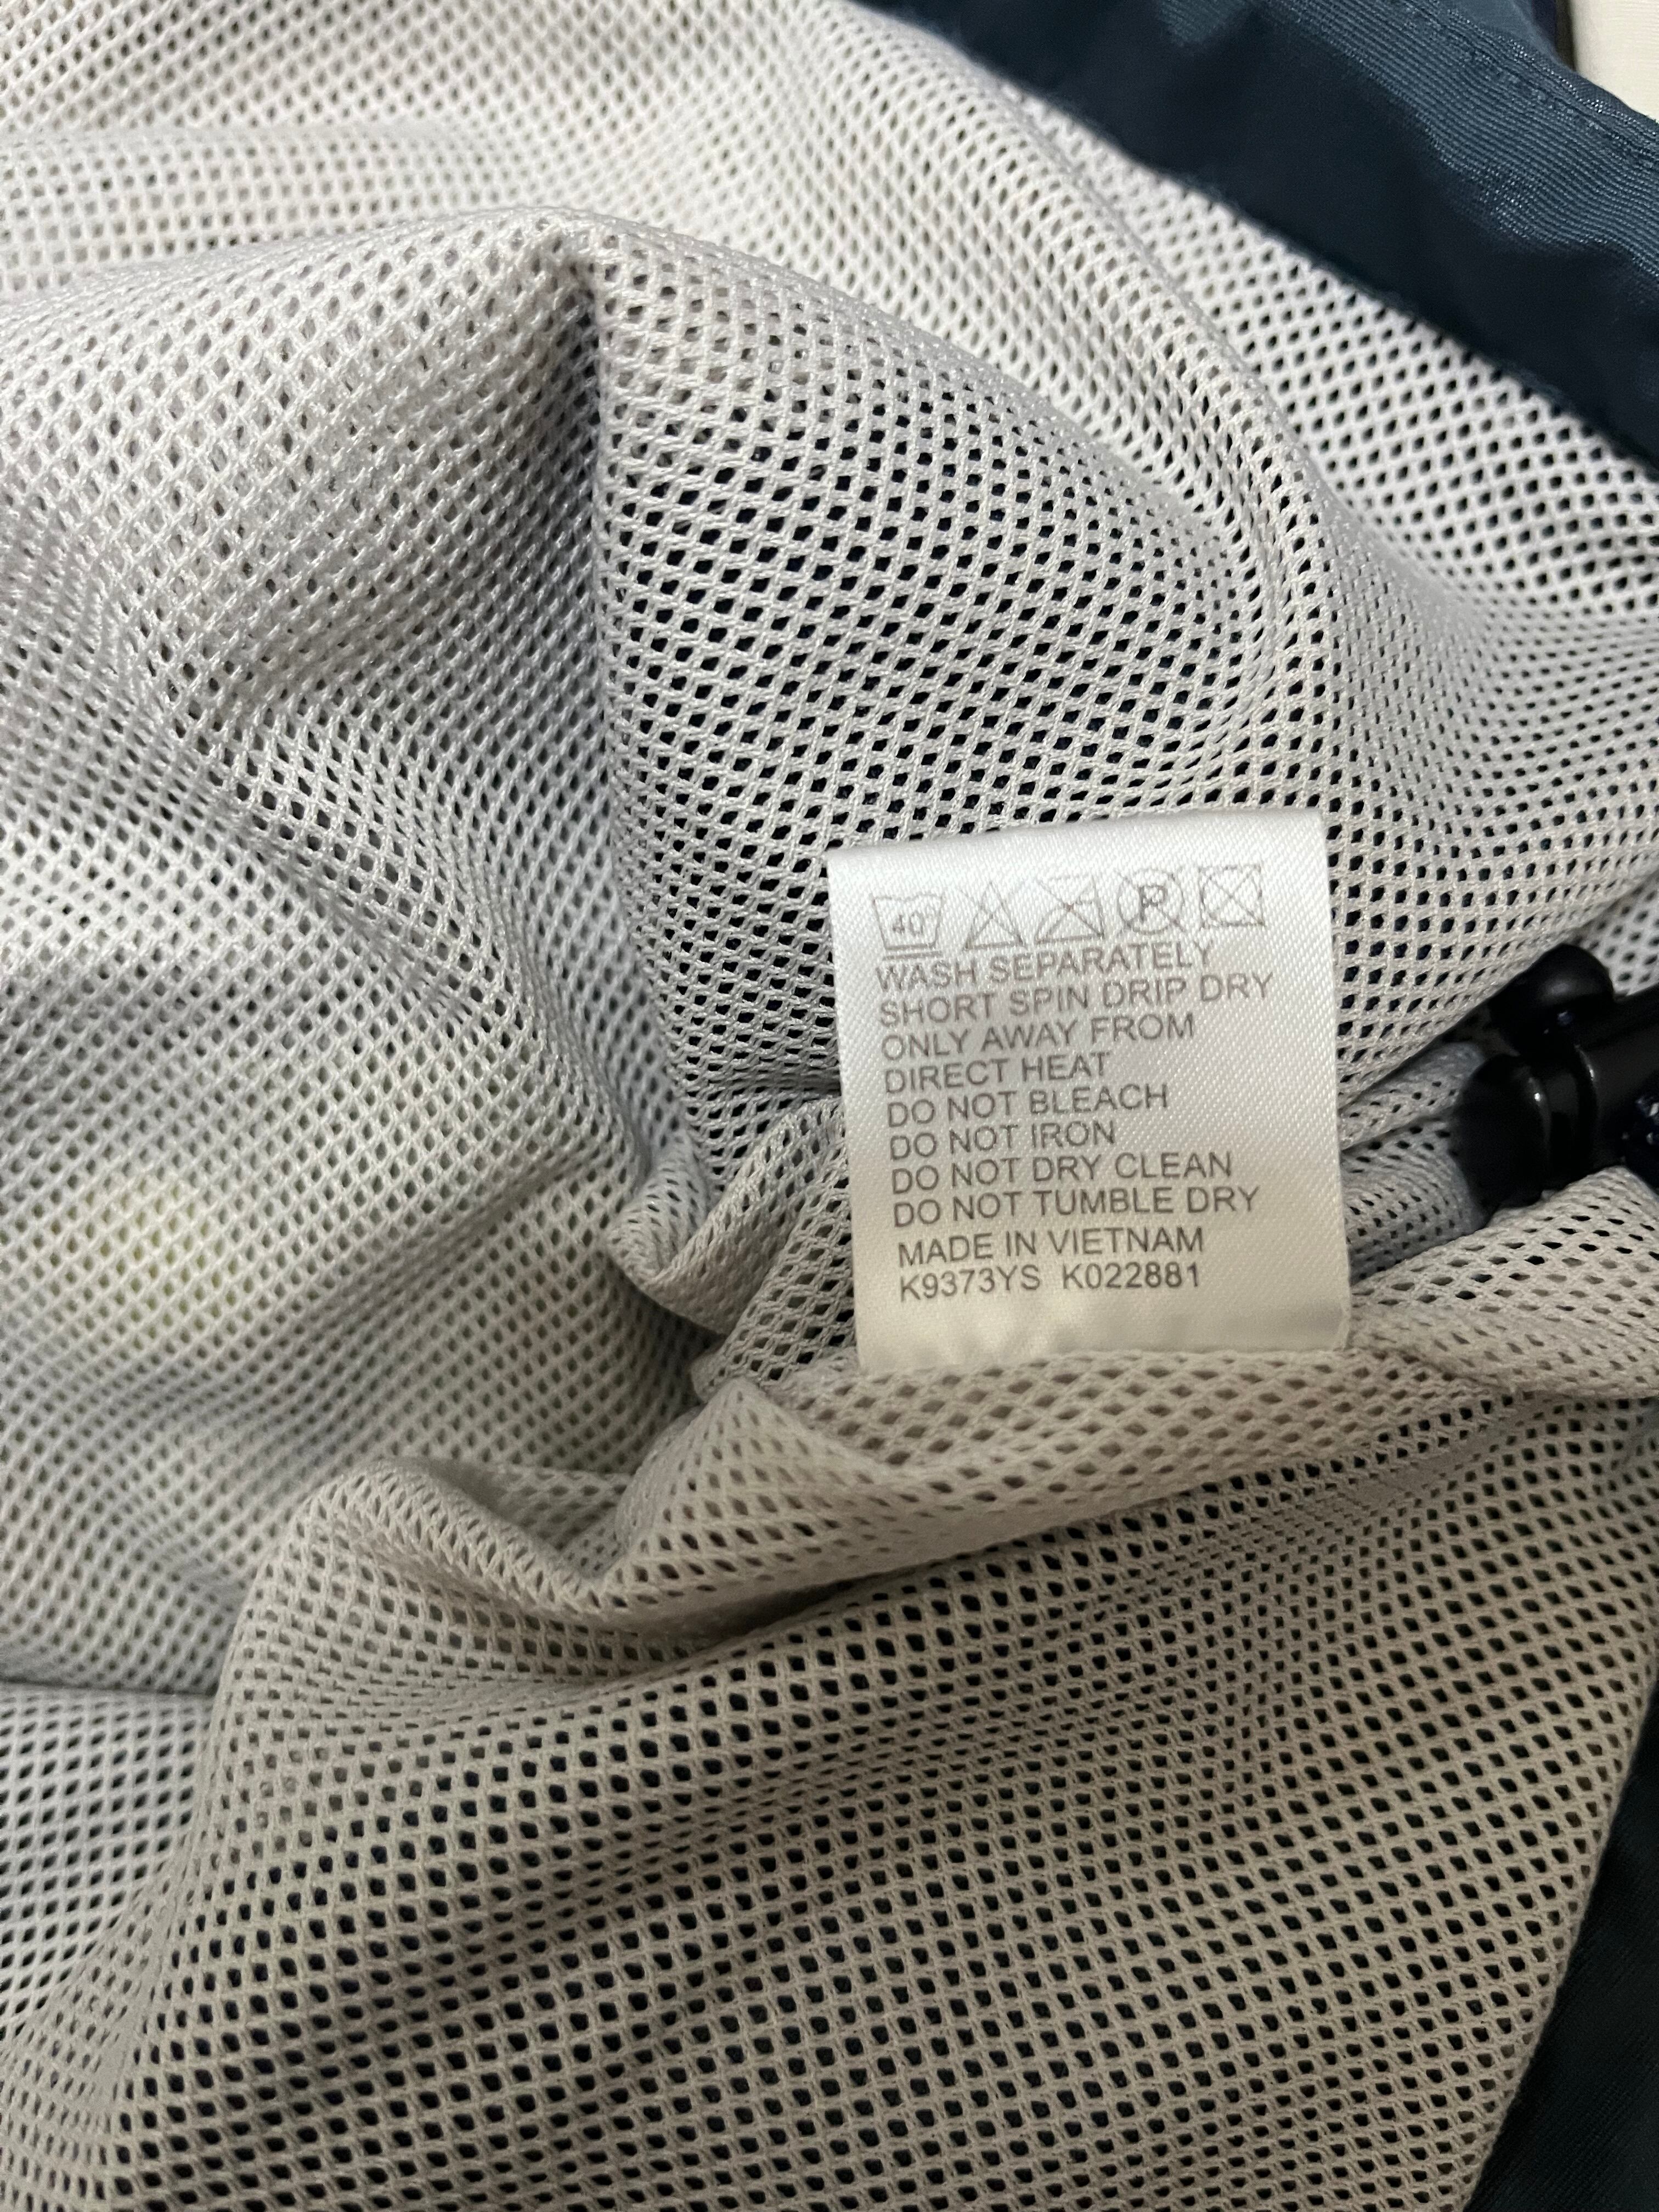 40° P
WASH SEPARATELY
SHORT SPIN DRIP DRY
ONLY AWAY FROM
DIRECT HEAT
DO NOT BLEACH
DO NOT IRON
DO NOT DRY CLEAN
DO NOT TUMBLE DRY
MADE IN VIETNAM
K9373YS K022881